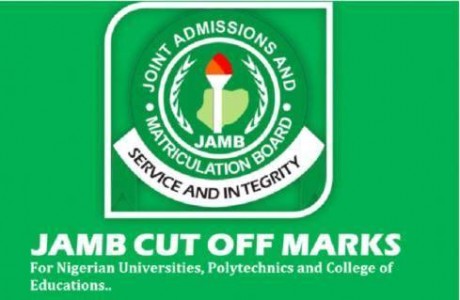 JOINT ADMISSIONS AND
MATRICULATION BOARD
JAMB
SERVICE AND INTEGRITY
JAMB CUT OFF MARKS
For Nigerian Universities, Polytechnics and College of
Educations..